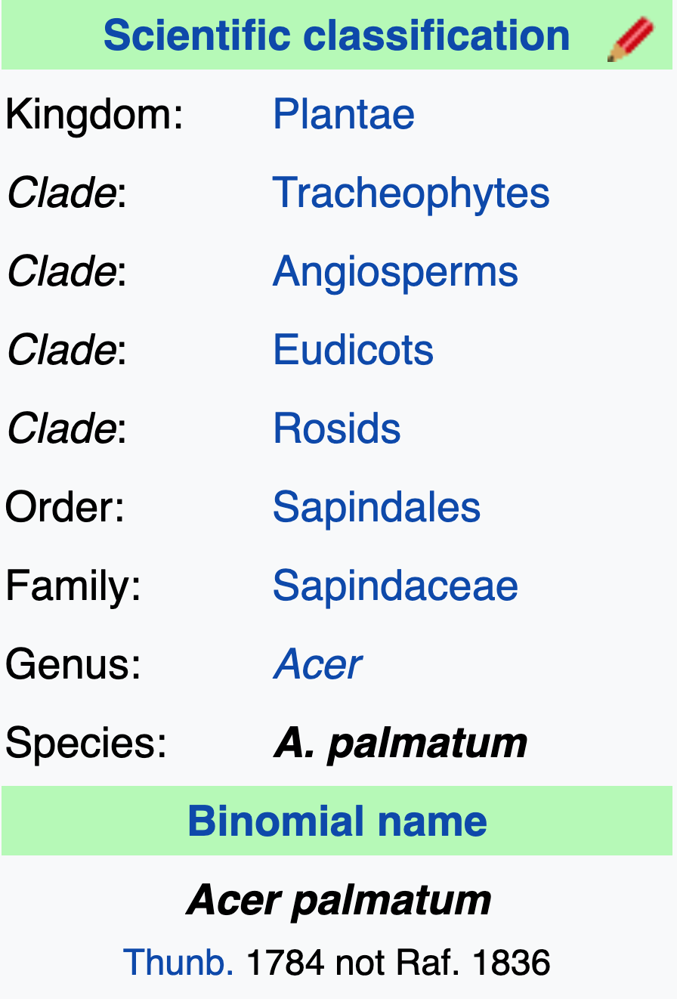 Scientific classification
Kingdom: Plantae
Clade: Tracheophytes
Clade: Angiosperms
Clade: Eudicots
Clade: Rosids
Order: Sapindales
Family: Sapindaceae
Genus: Acer
Species: A. palmatum
Binomial name
Acer palmatum
Thunb. 1784 not Raf. 1836